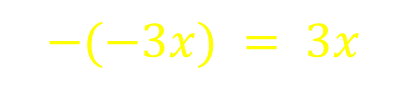 −(−3x) = 3x